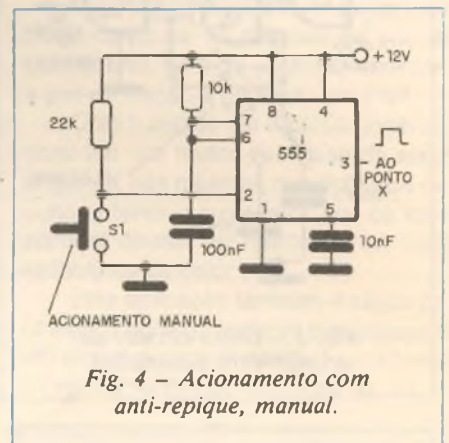 +12V
10k
22k
8
4
7
6
555
3
AO
PONTO
X
2
1
5
S1
100nF
10nF
ACIONAMENTO MANUAL
Fig. 4 – Acionamento com
anti-repique, manual.